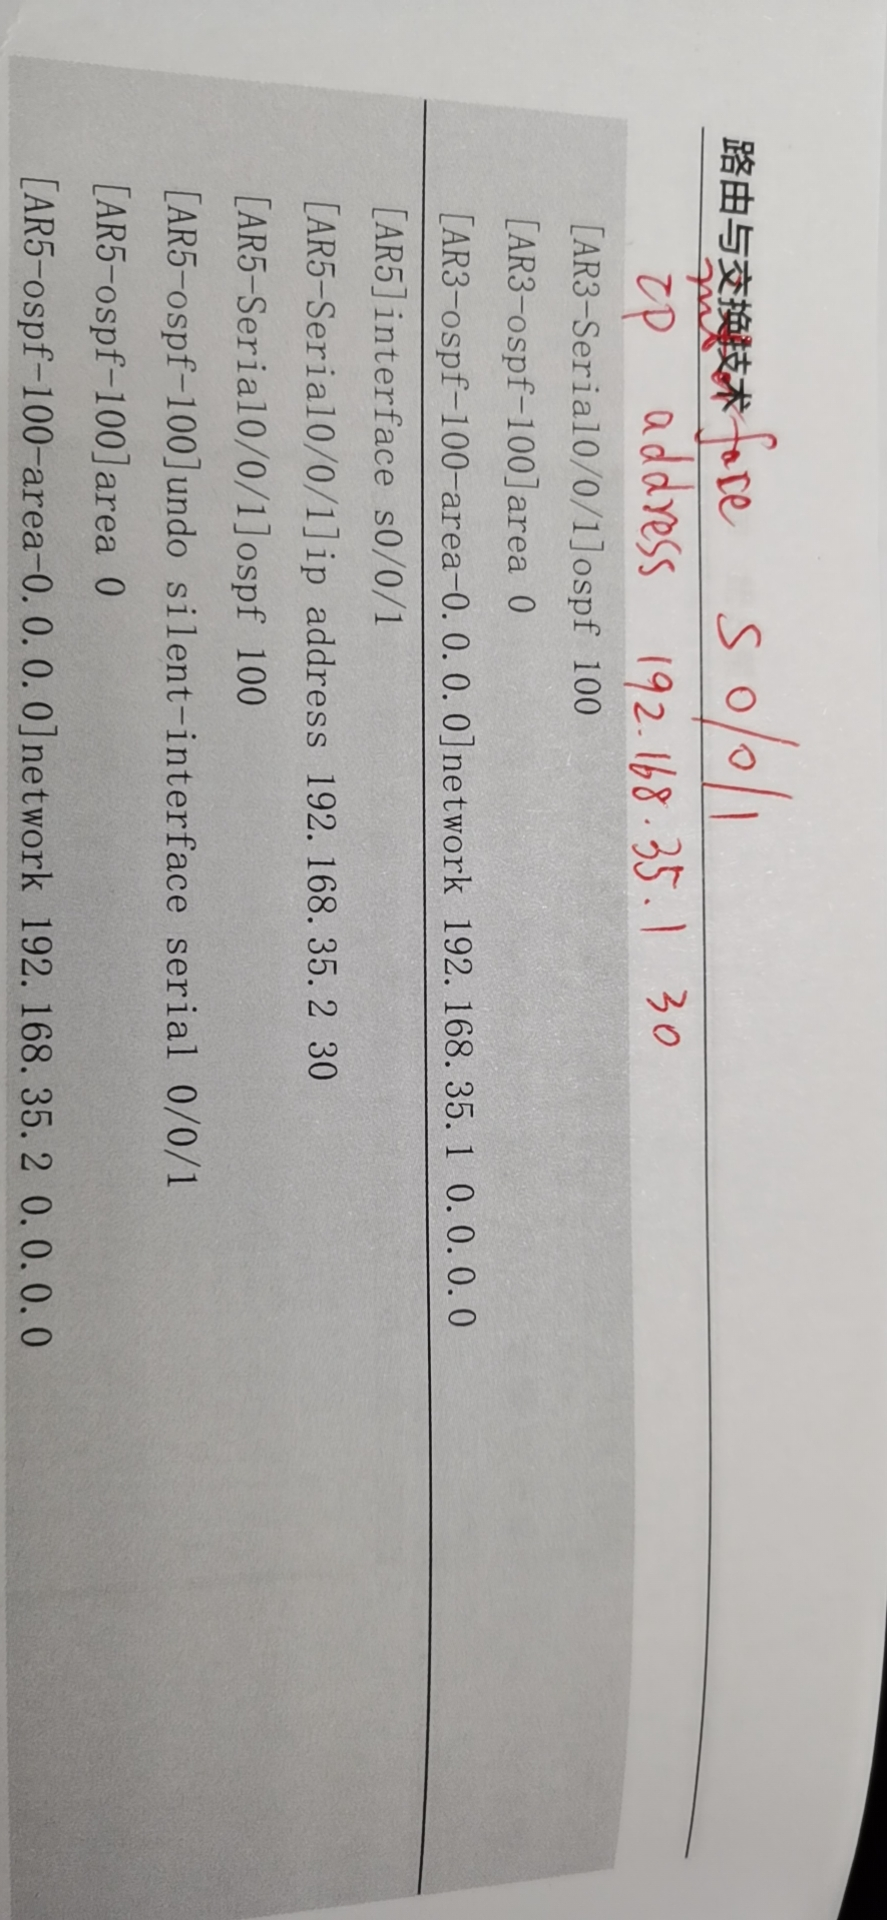 路由与交换技术
interface S 0/0/1
ip address 192.168.35.1 30
[AR3-Serial0/0/1]ospf 100
[AR3-ospf-100]area 0
[AR3-ospf-100-area-0.0.0.0]network 192.168.35.1 0.0.0.0
[AR5]interface s0/0/1
[AR5-Serial0/0/1]ip address 192.168.35.2 30
[AR5-Serial0/0/1]ospf 100
[AR5-ospf-100]undo silent-interface serial 0/0/1
[AR5-ospf-100]area 0
[AR5-ospf-100-area-0.0.0.0]network 192.168.35.2 0.0.0.0